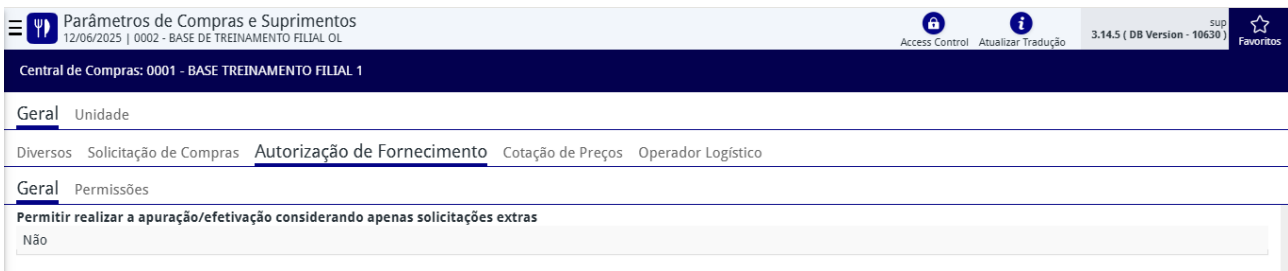 Parâmetros de Compras e Suprimentos
12/06/2025 | 0002 - BASE DE TREINAMENTO FILIAL OL
Access Control
Atualizar Tradução
sup
3.14.5 ( DB Version - 10630 )
Favoritos
Central de Compras: 0001 - BASE TREINAMENTO FILIAL 1
Geral Unidade
Diversos Solicitação de Compras Autorização de Fornecimento Cotação de Preços Operador Logístico
Geral Permissões
Permitir realizar a apuração/efetivação considerando apenas solicitações extras
Não